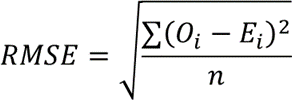 RMSE = √(∑(Oᵢ − Eᵢ)² / n)